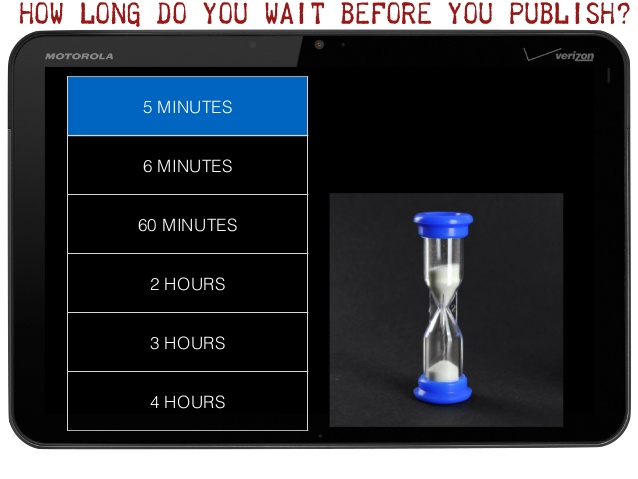 HOW LONG DO YOU WAIT BEFORE YOU PUBLISH?
MOTOROLA
verizon
5 MINUTES
6 MINUTES
60 MINUTES
2 HOURS
3 HOURS
4 HOURS